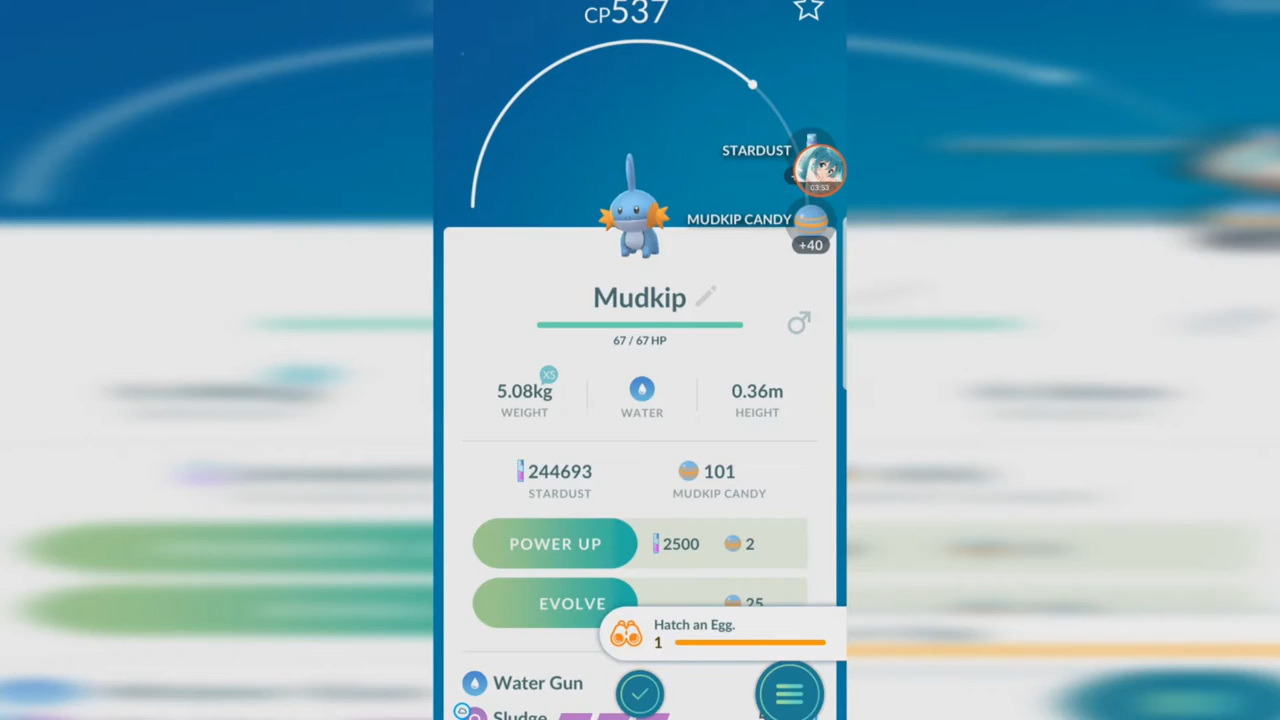 CP537
STARDUST
03:53
MUDKIP CANDY
+40
Mudkip
67 / 67 HP
XS
5.08kg
WEIGHT
WATER
0.36m
HEIGHT
244693
STARDUST
101
MUDKIP CANDY
POWER UP
2500
2
EVOLVE
25
Hatch an Egg.
1
Water Gun
Sludge